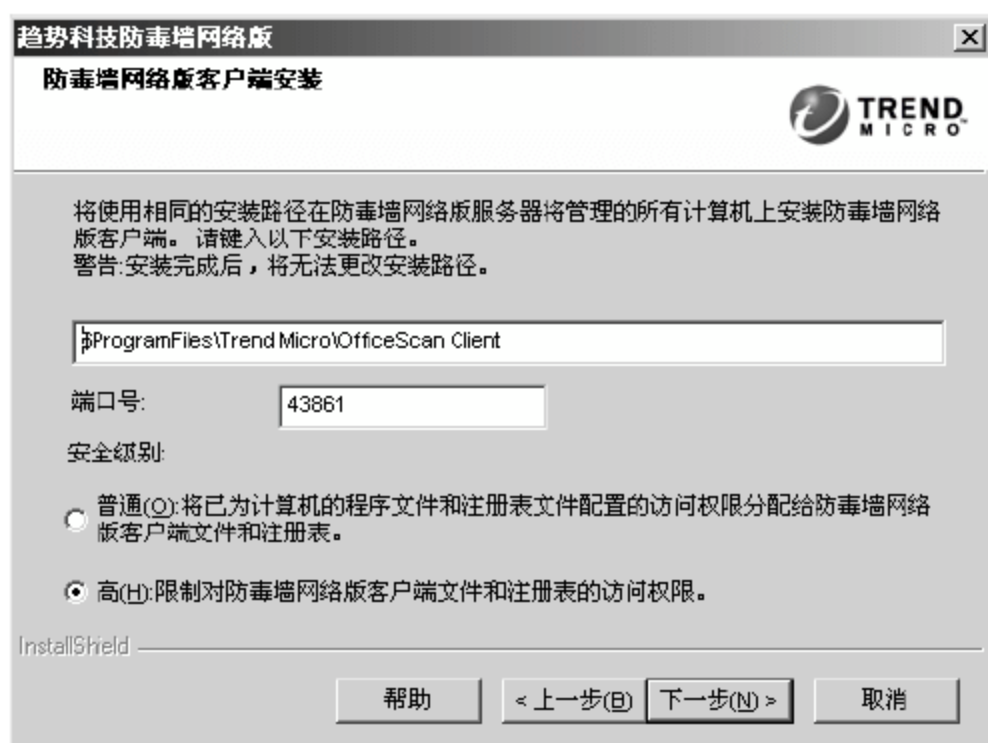 趋势科技防毒墙网络版
防毒墙网络版客户端安装
TREND
MICRO
将使用相同的安装路径在防毒墙网络版服务器将管理的所有计算机上安装防毒墙网络
版客户端。 请键入以下安装路径。
警告:安装完成后，将无法更改安装路径。
$ProgramFiles\Trend Micro\OfficeScan Client
端口号:
43861
安全级别:
普通(O):将已为计算机的程序文件和注册表文件配置的访问权限分配给防毒墙网络
版客户端文件和注册表。
高(H):限制对防毒墙网络版客户端文件和注册表的访问权限。
InstallShield
帮助
< 上一步(B)
下一步(N) >
取消